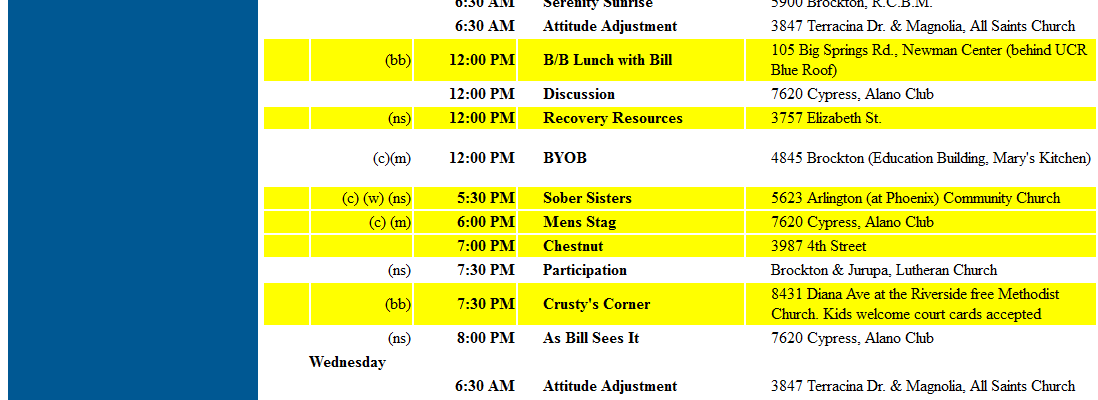 6:30 AM Serenity Sunrise 5900 Brockton, R.C.B.M.
6:30 AM Attitude Adjustment 3847 Terracina Dr. & Magnolia, All Saints Church
(bb) 12:00 PM B/B Lunch with Bill 105 Big Springs Rd., Newman Center (behind UCR
Blue Roof)
12:00 PM Discussion 7620 Cypress, Alano Club
(ns) 12:00 PM Recovery Resources 3757 Elizabeth St.
(c)(m) 12:00 PM BYOB 4845 Brockton (Education Building, Mary's Kitchen)
(c) (w) (ns) 5:30 PM Sober Sisters 5623 Arlington (at Phoenix) Community Church
(c) (m) 6:00 PM Mens Stag 7620 Cypress, Alano Club
7:00 PM Chestnut 3987 4th Street
(ns) 7:30 PM Participation Brockton & Jurupa, Lutheran Church
(bb) 7:30 PM Crusty's Corner 8431 Diana Ave at the Riverside free Methodist
Church. Kids welcome court cards accepted
(ns) 8:00 PM As Bill Sees It 7620 Cypress, Alano Club
Wednesday
6:30 AM Attitude Adjustment 3847 Terracina Dr. & Magnolia, All Saints Church